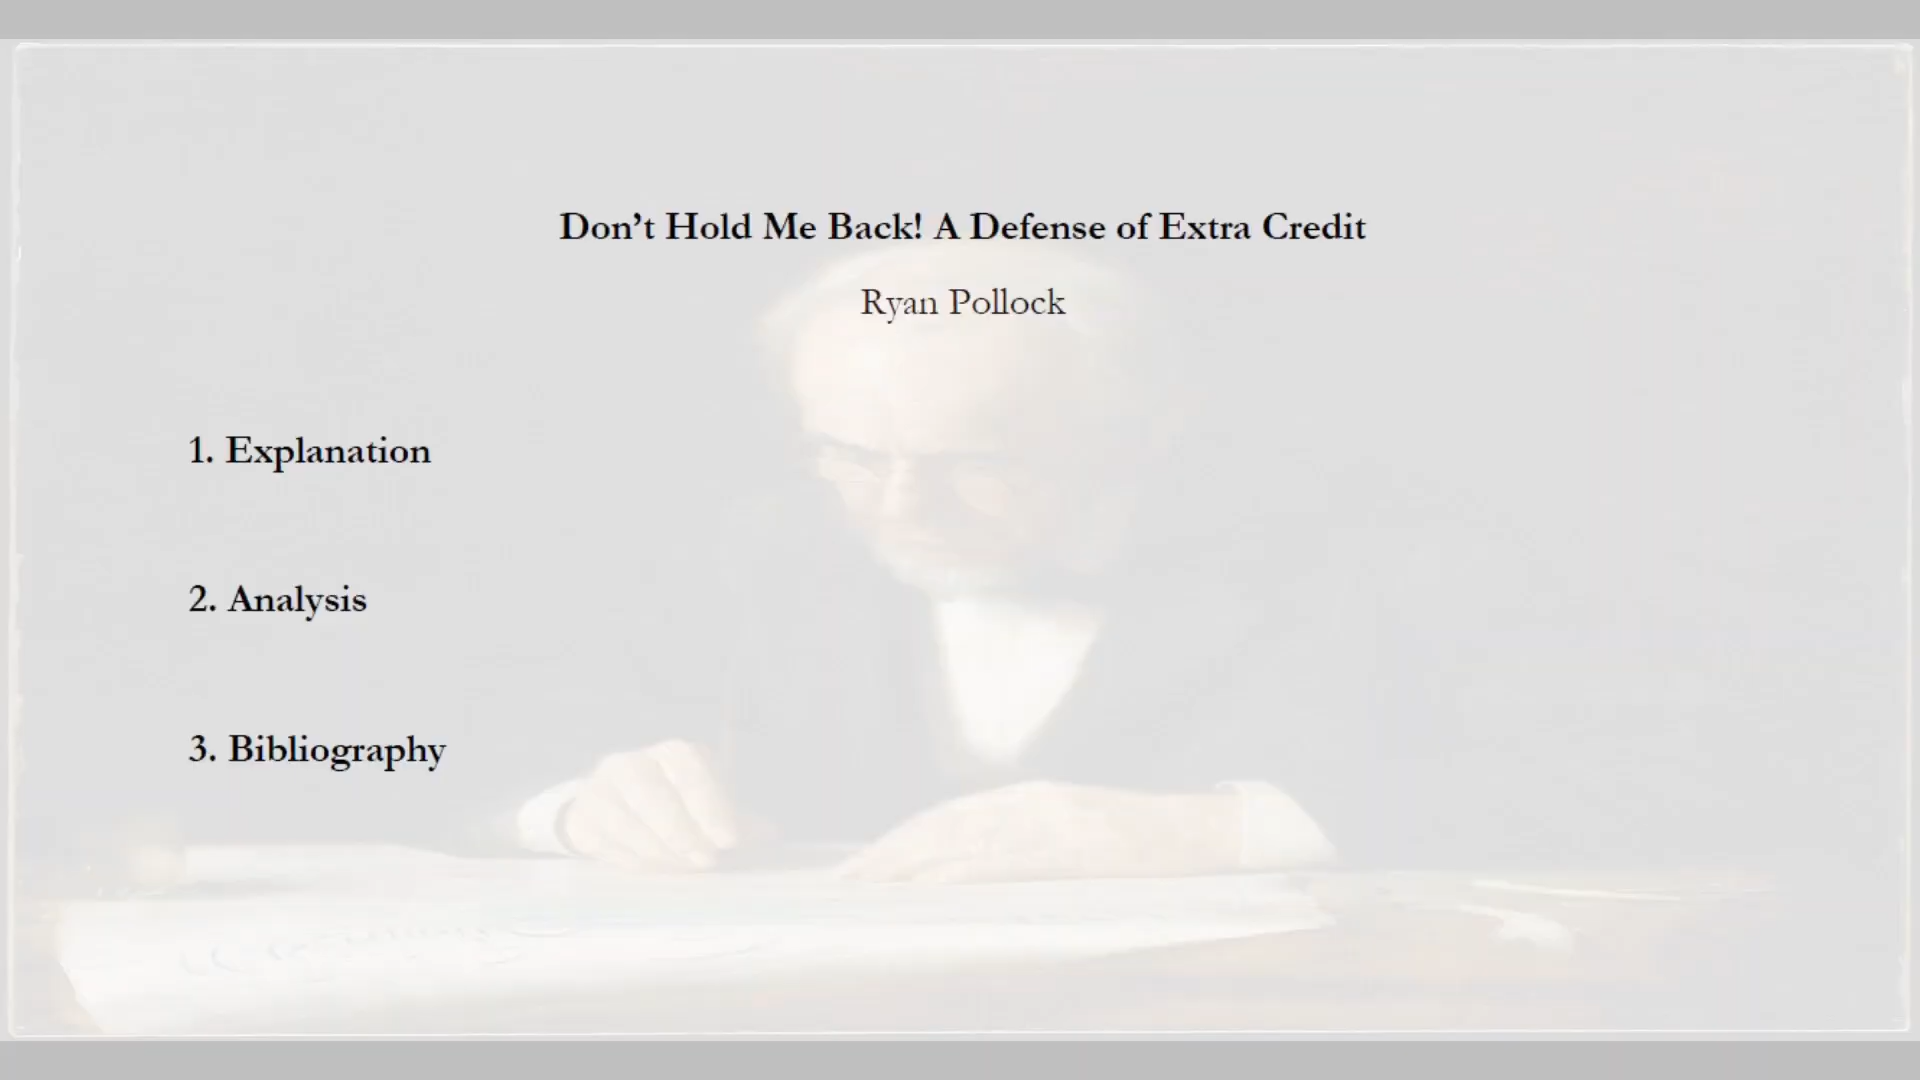 Don’t Hold Me Back! A Defense of Extra Credit
Ryan Pollock
1. Explanation
2. Analysis
3. Bibliography